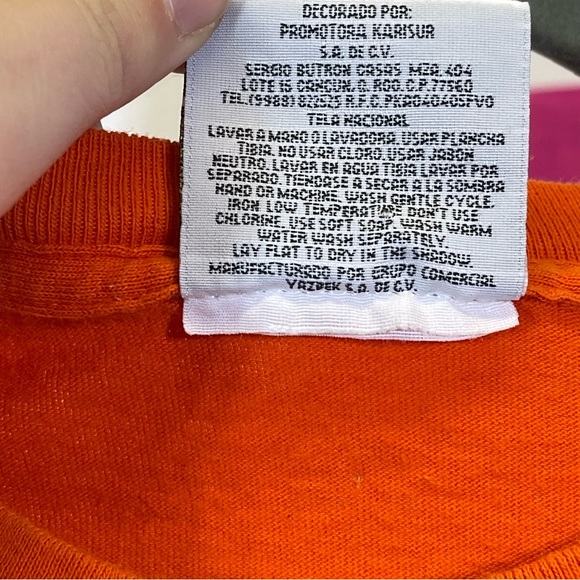 DECORADO POR:
PROMOTORA KARISUR
S.A. DE C.V.
SERGIO BUTRON CASAS MZA. 404
LOTE 15 CANCUN, Q. ROO. C.P. 77560
TEL. (9988) 822525 R.F.C. PKA040405FV0
TELA NACIONAL
LAVAR A MANO O LAVADORA, USAR PLANCHA
TIBIA. NO USAR CLORO. USAR JABON
NEUTRO. LAVAR EN AGUA TIBIA LAVAR POR
SEPARADO TIENDASE A SECAR A LA SOMBRA
HAND OR MACHINE. WASH GENTLE CYCLE.
IRON LOW TEMPERATURE DON'T USE
CHLORINE. USE SOFT SOAP. WASH WARM
WATER WASH SEPARATELY.
LAY FLAT TO DRY IN THE SHADOW.
MANUFACTURADO POR GRUPO COMERCIAL
YAZPEK S.A. DE C.V.